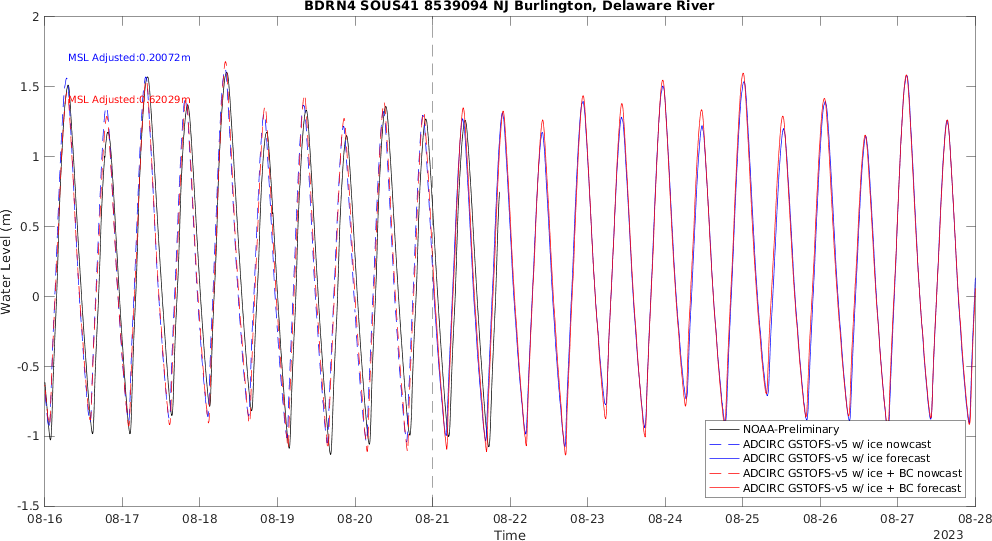 BDRN4 SOUS41 8539094 NJ Burlington, Delaware River
2
1.5
1
0.5
0
-0.5
-1
-1.5
Water Level (m)
MSL Adjusted:0.20072m
MSL Adjusted:0.62029m
NOAA-Preliminary
ADCIRC GSTOFS-v5 w/ ice nowcast
ADCIRC GSTOFS-v5 w/ ice forecast
ADCIRC GSTOFS-v5 w/ ice + BC nowcast
ADCIRC GSTOFS-v5 w/ ice + BC forecast
08-16 08-17 08-18 08-19 08-20 08-21 08-22 08-23 08-24 08-25 08-26 08-27 08-28
Time
2023